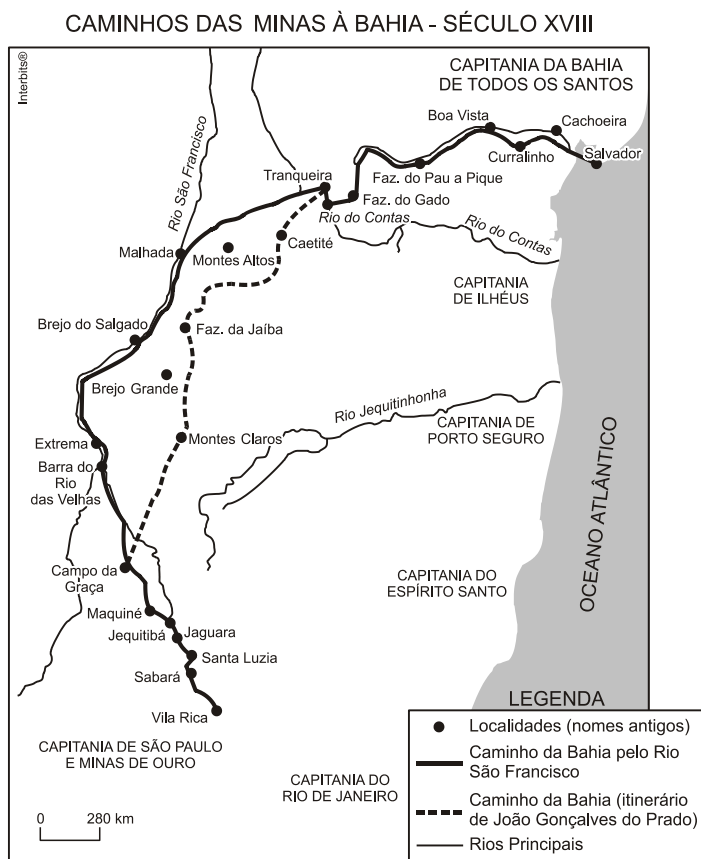 CAMINHOS DAS MINAS À BAHIA - SÉCULO XVIII
Interbits®
CAPITANIA DA BAHIA
DE TODOS OS SANTOS
Rio São Francisco
Boa Vista
Cachoeira
Curralinho
Salvador
Tranqueira
Faz. do Pau a Pique
Faz. do Gado
Rio do Contas
Rio do Contas
Malhada
Montes Altos
Caetité
CAPITANIA
DE ILHÉUS
Brejo do Salgado
Faz. da Jaíba
Brejo Grande
Rio Jequitinhonha
CAPITANIA DE
PORTO SEGURO
Extrema
Montes Claros
Barra do
Rio
das Velhas
OCEANO ATLÂNTICO
Campo da
Graça
CAPITANIA DO
ESPÍRITO SANTO
Maquiné
Jequitibá
Jaguara
Santa Luzia
Sabará
Vila Rica
CAPITANIA DE SÃO PAULO
E MINAS DE OURO
CAPITANIA DO
RIO DE JANEIRO
0 280 km
LEGENDA
Localidades (nomes antigos)
Caminho da Bahia pelo Rio
São Francisco
Caminho da Bahia (itinerário
de João Gonçalves do Prado)
Rios Principais